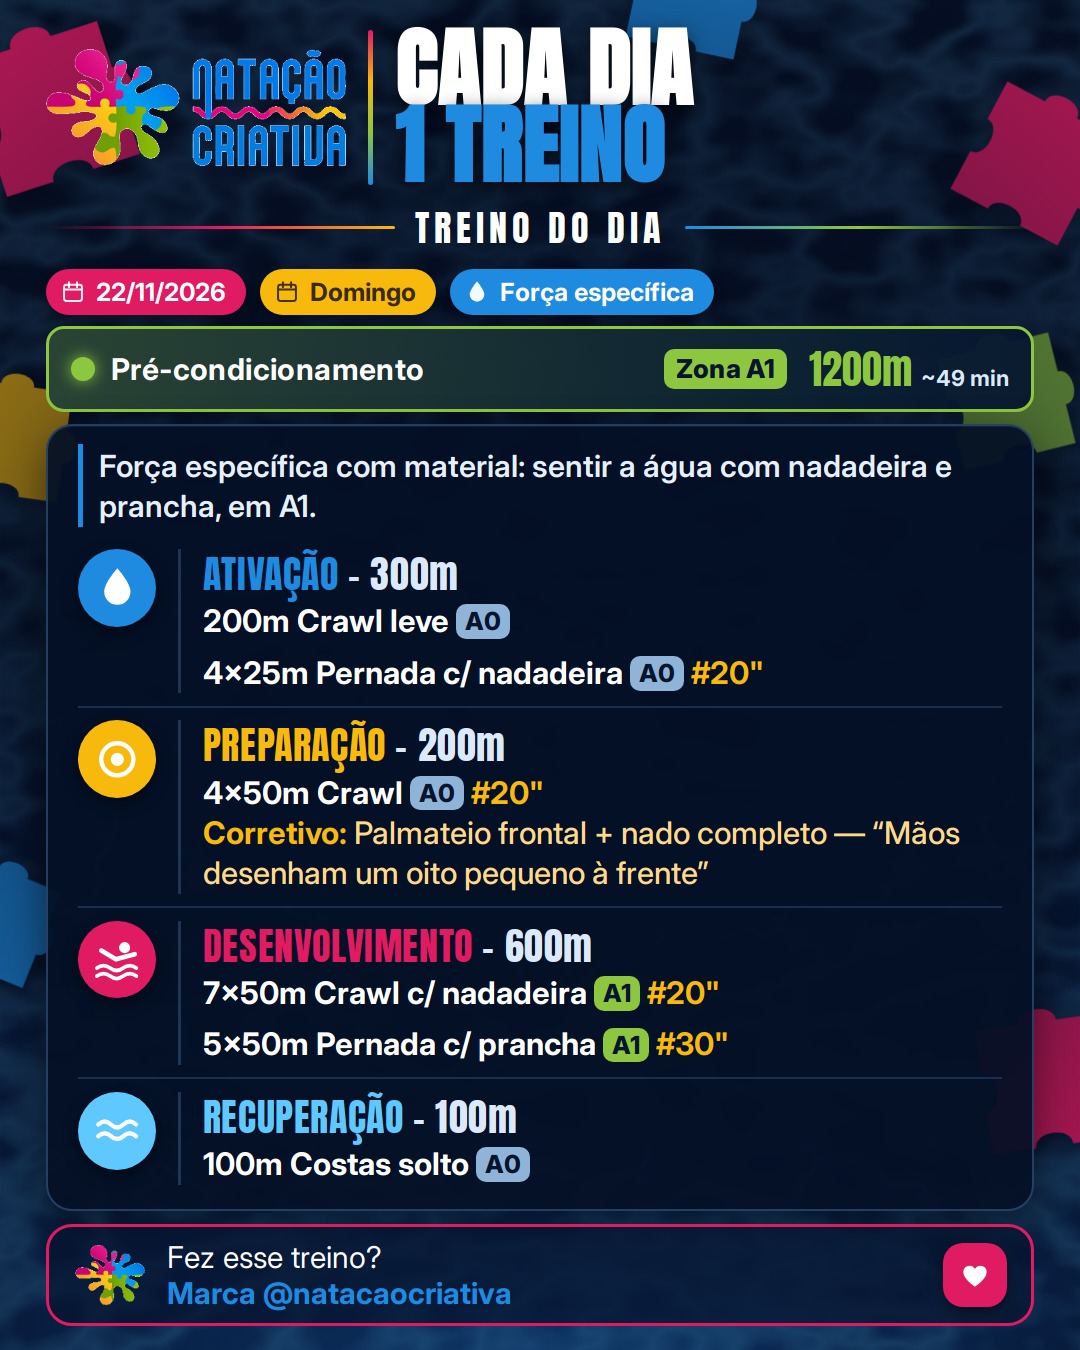 NATAÇÃO
CRIATIVA
CADA DIA
1 TREINO
TREINO DO DIA
22/11/2026
Domingo
Força específica
Pré-condicionamento
Zona A1
1200m
~49 min
Força específica com material: sentir a água com nadadeira e
prancha, em A1.
ATIVAÇÃO - 300m
200m Crawl leve A0
4×25m Pernada c/ nadadeira A0 #20"
PREPARAÇÃO - 200m
4×50m Crawl A0 #20"
Corretivo: Palmateio frontal + nado completo — “Mãos
desenham um oito pequeno à frente”
DESENVOLVIMENTO - 600m
7×50m Crawl c/ nadadeira A1 #20"
5×50m Pernada c/ prancha A1 #30"
RECUPERAÇÃO - 100m
100m Costas solto A0
Fez esse treino?
Marca @natacaocriativa